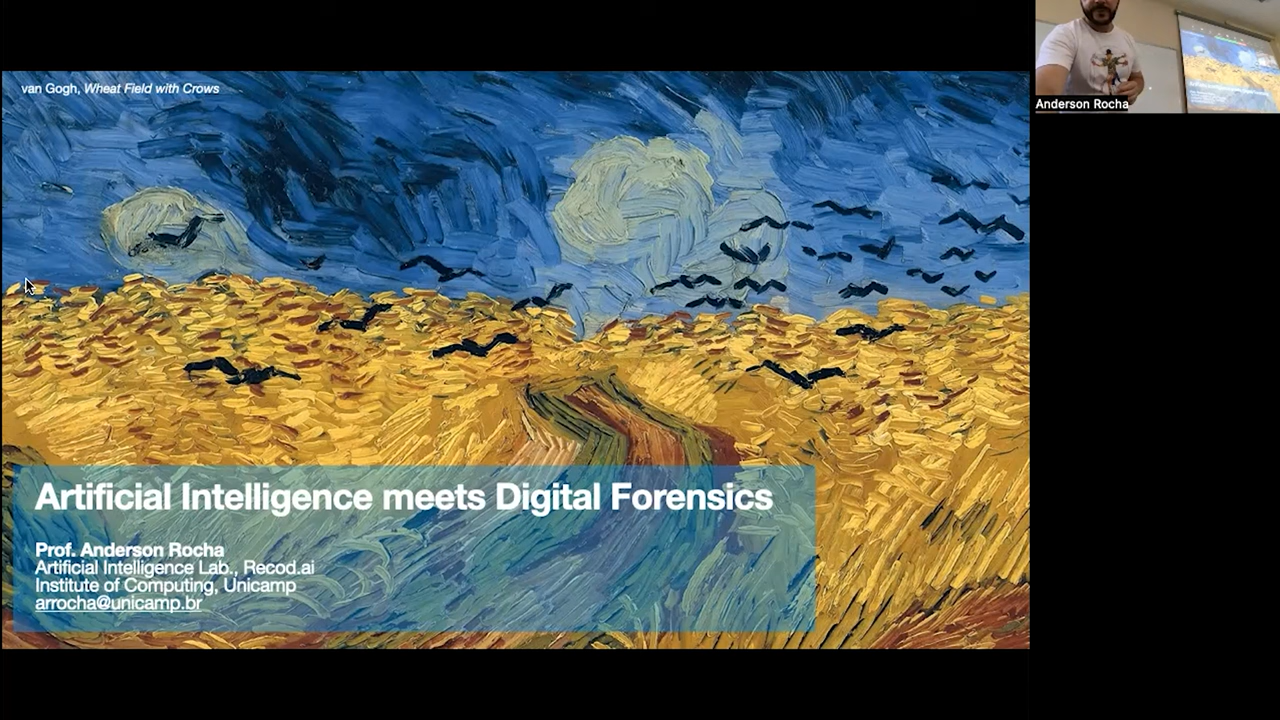 van Gogh, Wheat Field with Crows
Anderson Rocha
Artificial Intelligence meets Digital Forensics
Prof. Anderson Rocha
Artificial Intelligence Lab., Recod.ai
Institute of Computing, Unicamp
arrocha@unicamp.br